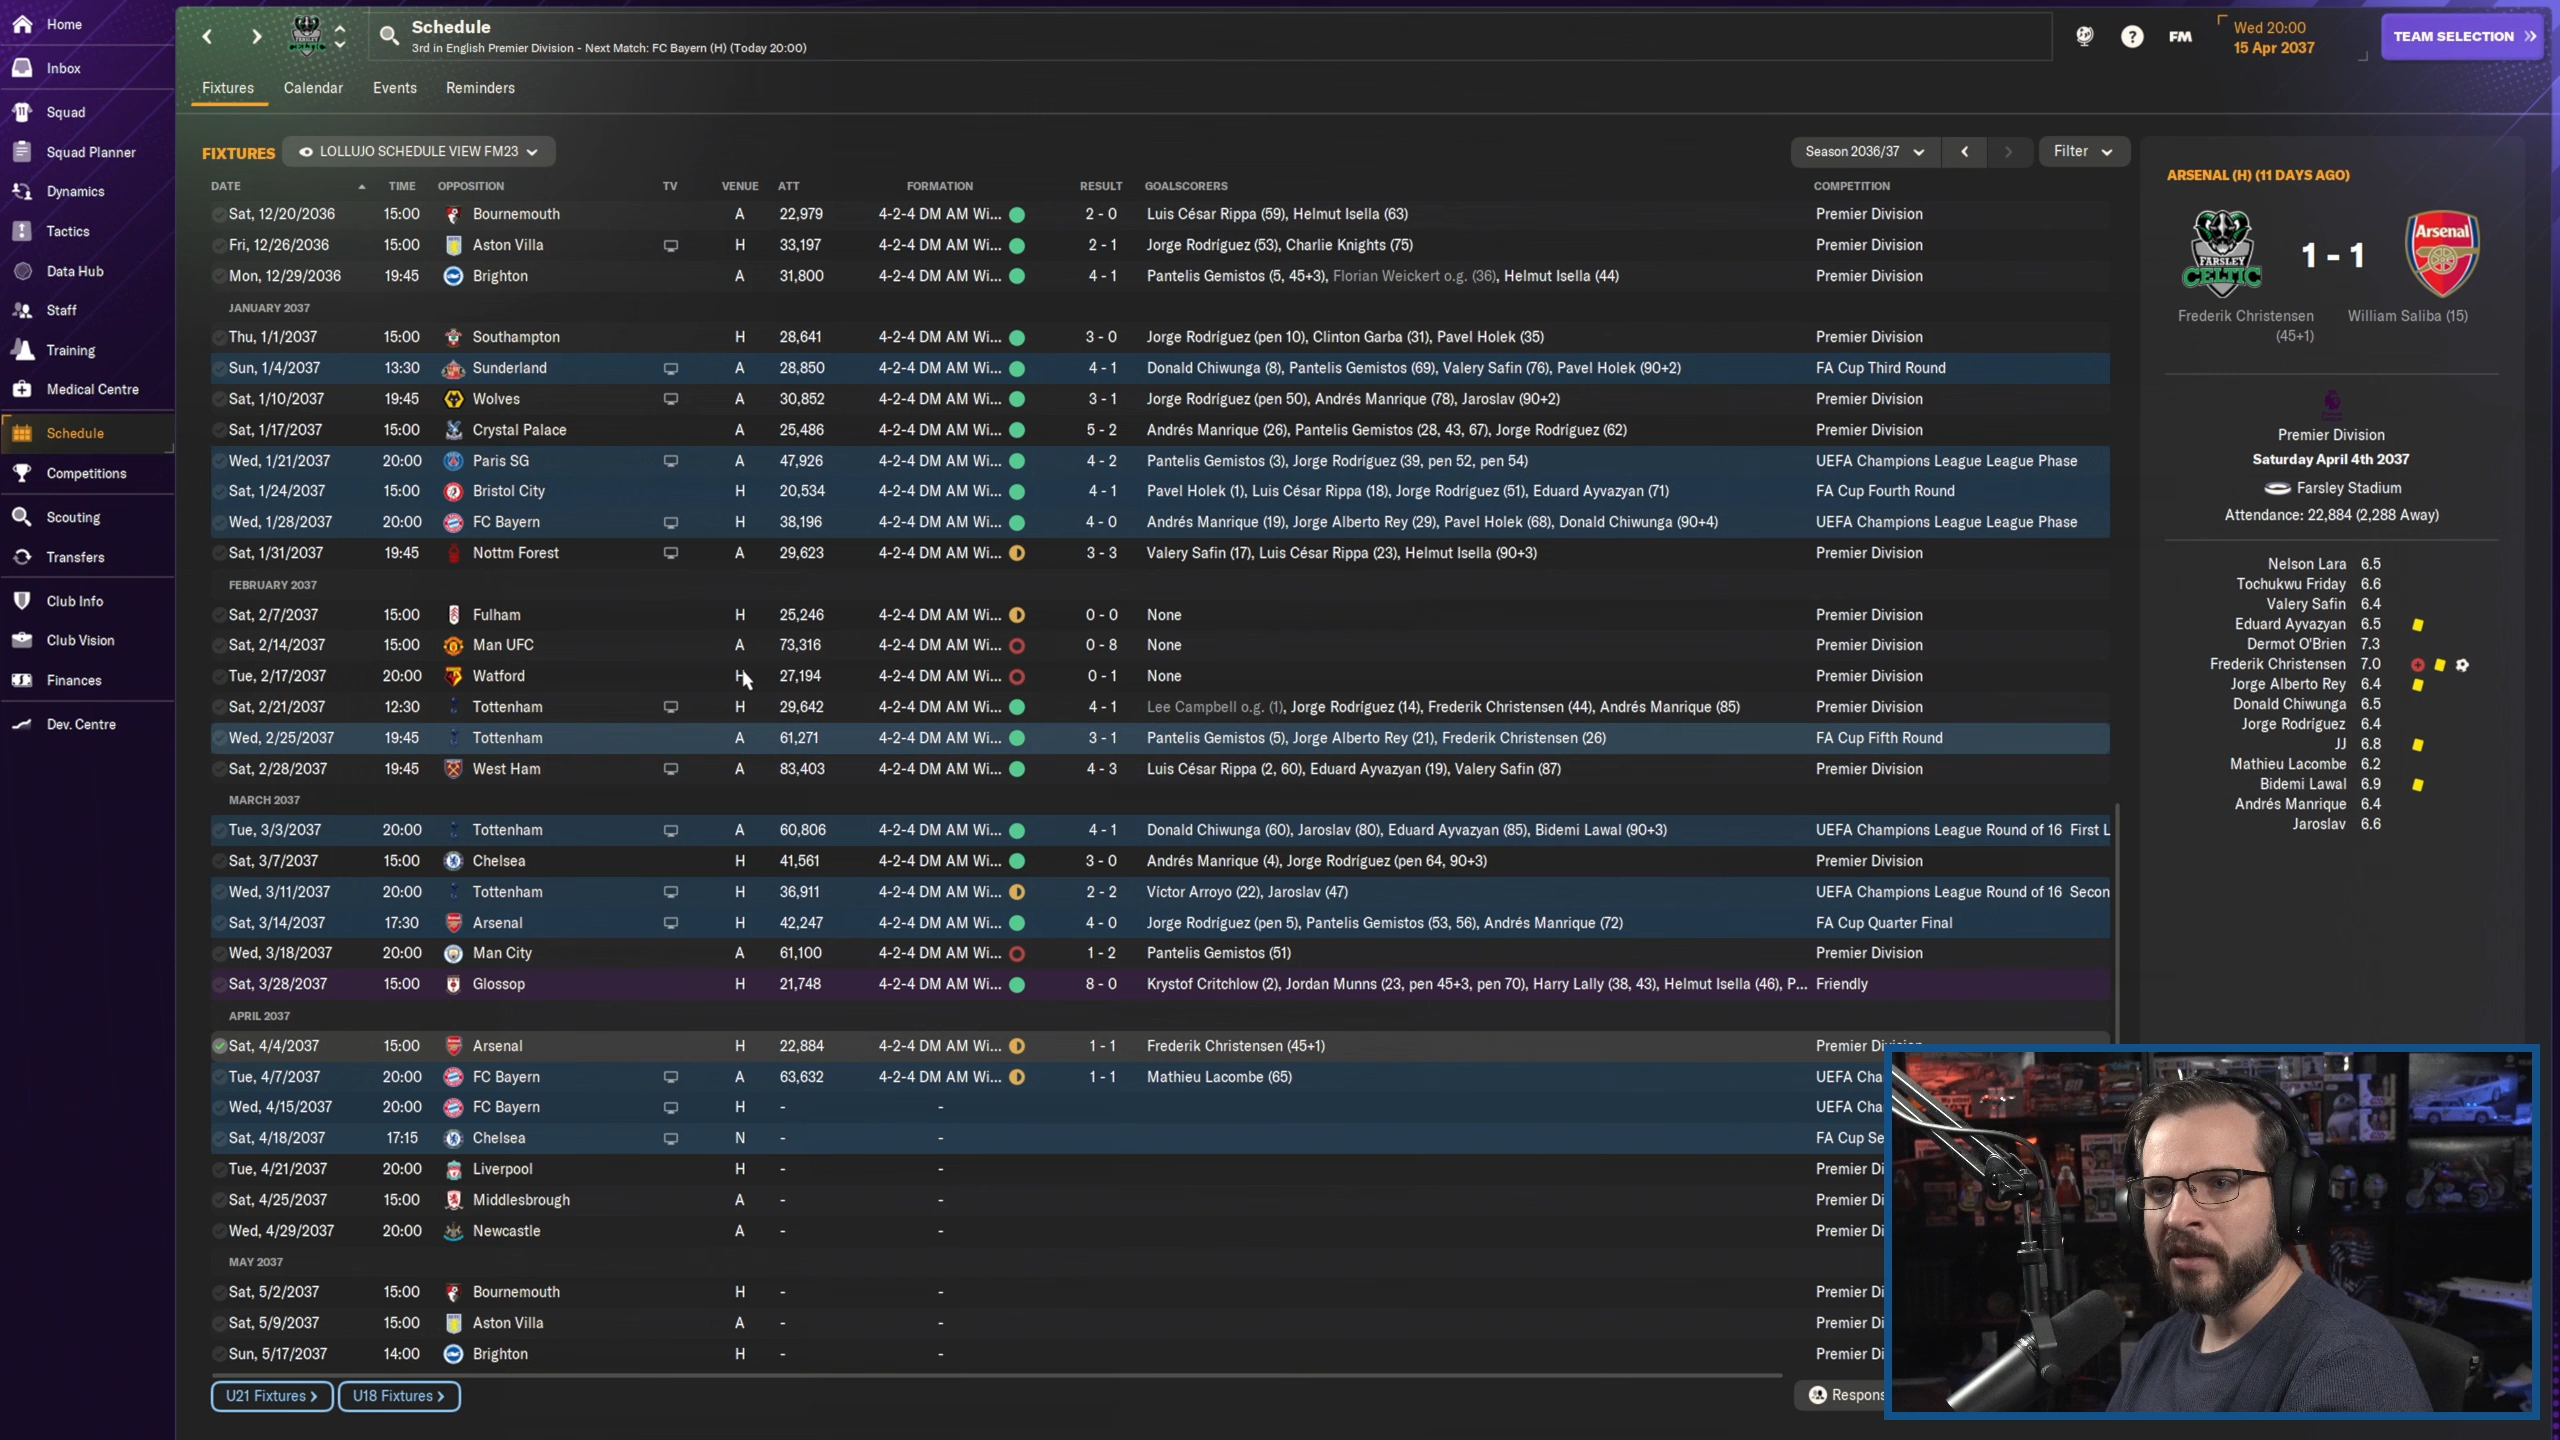 Home
Inbox
Squad
Squad Planner
Dynamics
Tactics
Data Hub
Staff
Training
Medical Centre
Schedule
Competitions
Scouting
Transfers
Club Info
Club Vision
Finances
Dev. Centre
Schedule
3rd in English Premier Division - Next Match: FC Bayern (H) (Today 20:00)
FM
Wed 20:00
15 Apr 2037
TEAM SELECTION
Fixtures Calendar Events Reminders
FIXTURES LOLLUJO SCHEDULE VIEW FM23 Season 2036/37 Filter
DATE TIME OPPOSITION TV VENUE ATT FORMATION RESULT GOALSCORERS COMPETITION
Sat, 12/20/2036 15:00 Bournemouth A 22,979 4-2-4 DM AM Wi... 2 - 0 Luis César Rippa (59), Helmut Isella (63) Premier Division
Fri, 12/26/2036 15:00 Aston Villa H 33,197 4-2-4 DM AM Wi... 2 - 1 Jorge Rodríguez (53), Charlie Knights (75) Premier Division
Mon, 12/29/2036 19:45 Brighton A 31,800 4-2-4 DM AM Wi... 4 - 1 Pantelis Gemistos (5, 45+3), Florian Weickert o.g. (36), Helmut Isella (44) Premier Division
JANUARY 2037
Thu, 1/1/2037 15:00 Southampton H 28,641 4-2-4 DM AM Wi... 3 - 0 Jorge Rodríguez (pen 10), Clinton Garba (31), Pavel Holek (35) Premier Division
Sun, 1/4/2037 13:30 Sunderland A 28,850 4-2-4 DM AM Wi... 4 - 1 Donald Chiwunga (8), Pantelis Gemistos (69), Valery Safin (76), Pavel Holek (90+2) FA Cup Third Round
Sat, 1/10/2037 19:45 Wolves A 30,852 4-2-4 DM AM Wi... 3 - 1 Jorge Rodríguez (pen 50), Andrés Manrique (78), Jaroslav (90+2) Premier Division
Sat, 1/17/2037 15:00 Crystal Palace A 25,486 4-2-4 DM AM Wi... 5 - 2 Andrés Manrique (26), Pantelis Gemistos (28, 43, 67), Jorge Rodríguez (62) Premier Division
Wed, 1/21/2037 20:00 Paris SG A 47,926 4-2-4 DM AM Wi... 4 - 2 Pantelis Gemistos (3), Jorge Rodríguez (39, pen 52, pen 54) UEFA Champions League League Phase
Sat, 1/24/2037 15:00 Bristol City H 20,534 4-2-4 DM AM Wi... 4 - 1 Pavel Holek (1), Luis César Rippa (18), Jorge Rodríguez (51), Eduard Ayvazyan (71) FA Cup Fourth Round
Wed, 1/28/2037 20:00 FC Bayern H 38,196 4-2-4 DM AM Wi... 4 - 0 Andrés Manrique (19), Jorge Alberto Rey (29), Pavel Holek (68), Donald Chiwunga (90+4) UEFA Champions League League Phase
Sat, 1/31/2037 19:45 Nottm Forest A 29,623 4-2-4 DM AM Wi... 3 - 3 Valery Safin (17), Luis César Rippa (23), Helmut Isella (90+3) Premier Division
FEBRUARY 2037
Sat, 2/7/2037 15:00 Fulham H 25,246 4-2-4 DM AM Wi... 0 - 0 None Premier Division
Sat, 2/14/2037 15:00 Man UFC A 73,316 4-2-4 DM AM Wi... 0 - 8 None Premier Division
Tue, 2/17/2037 20:00 Watford H 27,194 4-2-4 DM AM Wi... 0 - 1 None Premier Division
Sat, 2/21/2037 12:30 Tottenham H 29,642 4-2-4 DM AM Wi... 4 - 1 Lee Campbell o.g. (1), Jorge Rodríguez (14), Frederik Christensen (44), Andrés Manrique (85) Premier Division
Wed, 2/25/2037 19:45 Tottenham A 61,271 4-2-4 DM AM Wi... 3 - 1 Pantelis Gemistos (5), Jorge Alberto Rey (21), Frederik Christensen (26) FA Cup Fifth Round
Sat, 2/28/2037 19:45 West Ham A 83,403 4-2-4 DM AM Wi... 4 - 3 Luis César Rippa (2, 60), Eduard Ayvazyan (19), Valery Safin (87) Premier Division
MARCH 2037
Tue, 3/3/2037 20:00 Tottenham A 60,806 4-2-4 DM AM Wi... 4 - 1 Donald Chiwunga (60), Jaroslav (80), Eduard Ayvazyan (85), Bidemi Lawal (90+3) UEFA Champions League Round of 16 First L
Sat, 3/7/2037 15:00 Chelsea H 41,561 4-2-4 DM AM Wi... 3 - 0 Andrés Manrique (4), Jorge Rodríguez (pen 64, 90+3) Premier Division
Wed, 3/11/2037 20:00 Tottenham H 36,911 4-2-4 DM AM Wi... 2 - 2 Víctor Arroyo (22), Jaroslav (47) UEFA Champions League Round of 16 Secon
Sat, 3/14/2037 17:30 Arsenal H 42,247 4-2-4 DM AM Wi... 4 - 0 Jorge Rodríguez (pen 5), Pantelis Gemistos (53, 56), Andrés Manrique (72) FA Cup Quarter Final
Wed, 3/18/2037 20:00 Man City A 61,100 4-2-4 DM AM Wi... 1 - 2 Pantelis Gemistos (51) Premier Division
Sat, 3/28/2037 15:00 Glossop H 21,748 4-2-4 DM AM Wi... 8 - 0 Krystof Critchlow (2), Jordan Munns (23, pen 45+3, pen 70), Harry Lally (38, 43), Helmut Isella (46), P... Friendly
APRIL 2037
Sat, 4/4/2037 15:00 Arsenal H 22,884 4-2-4 DM AM Wi... 1 - 1 Frederik Christensen (45+1) Premier Division
Tue, 4/7/2037 20:00 FC Bayern A 63,632 4-2-4 DM AM Wi... 1 - 1 Mathieu Lacombe (65) UEFA Cha
Wed, 4/15/2037 20:00 FC Bayern H - - UEFA Cha
Sat, 4/18/2037 17:15 Chelsea N - - FA Cup Se
Tue, 4/21/2037 20:00 Liverpool H - - Premier Di
Sat, 4/25/2037 15:00 Middlesbrough A - - Premier Di
Wed, 4/29/2037 20:00 Newcastle A - - Premier Di
MAY 2037
Sat, 5/2/2037 15:00 Bournemouth H - - Premier Di
Sat, 5/9/2037 15:00 Aston Villa A - - Premier Di
Sun, 5/17/2037 14:00 Brighton H - - Premier Di
U21 Fixtures U18 Fixtures Respons
ARSENAL (H) (11 DAYS AGO)
FARSLEY CELTIC 1 - 1 Arsenal
Frederik Christensen (45+1) William Saliba (15)
Premier Division
Saturday April 4th 2037
Farsley Stadium
Attendance: 22,884 (2,288 Away)
Nelson Lara 6.5
Tochukwu Friday 6.6
Valery Safin 6.4
Eduard Ayvazyan 6.5
Dermot O'Brien 7.3
Frederik Christensen 7.0
Jorge Alberto Rey 6.4
Donald Chiwunga 6.5
Jorge Rodríguez 6.4
JJ 6.8
Mathieu Lacombe 6.2
Bidemi Lawal 6.9
Andrés Manrique 6.4
Jaroslav 6.6